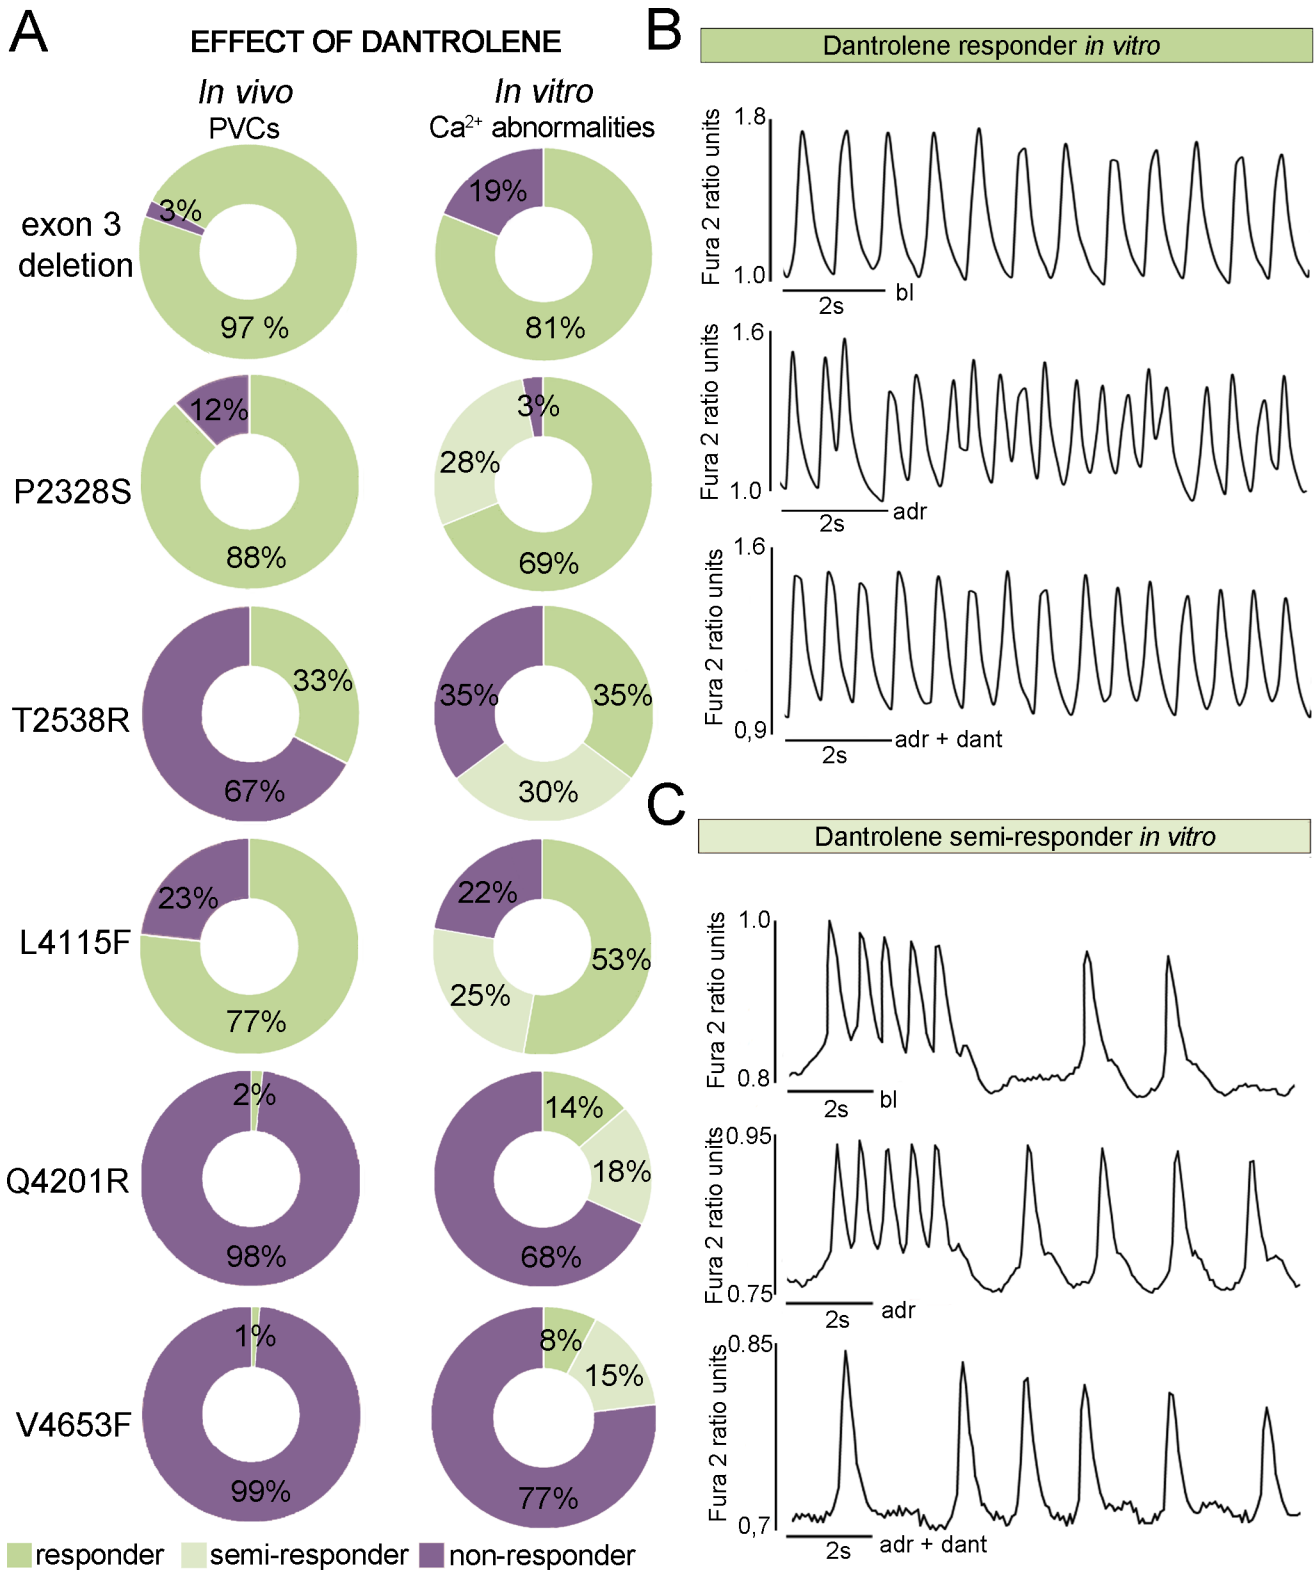 A
EFFECT OF DANTROLENE
In vivo
PVCs
In vitro
Ca²⁺ abnormalities
exon 3
deletion
3%
97 %
19%
81%
P2328S
12%
88%
3%
28%
69%
T2538R
33%
67%
35%
35%
30%
L4115F
23%
77%
22%
53%
25%
Q4201R
2%
98%
14%
18%
68%
V4653F
1%
99%
8%
15%
77%
responder
semi-responder
non-responder
B
Dantrolene responder in vitro
Fura 2 ratio units
1.8
1.0
2s
bl
Fura 2 ratio units
1.6
1.0
2s
adr
Fura 2 ratio units
1.6
0,9
2s
adr + dant
C
Dantrolene semi-responder in vitro
Fura 2 ratio units
1.0
0.8
2s
bl
Fura 2 ratio units
0.95
0.75
2s
adr
Fura 2 ratio units
0.85
0,7
2s
adr + dant